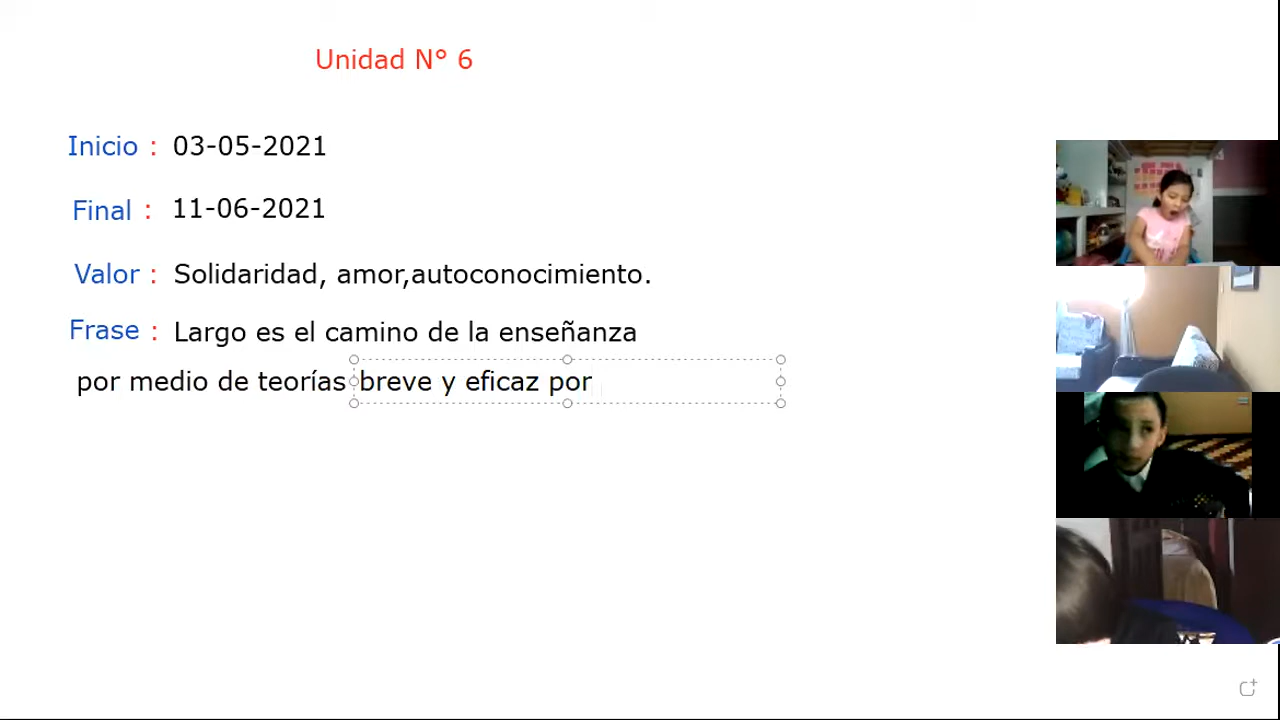 Unidad N° 6
Inicio : 03-05-2021
Final : 11-06-2021
Valor : Solidaridad, amor,autoconocimiento.
Frase : Largo es el camino de la enseñanza
por medio de teorías breve y eficaz por